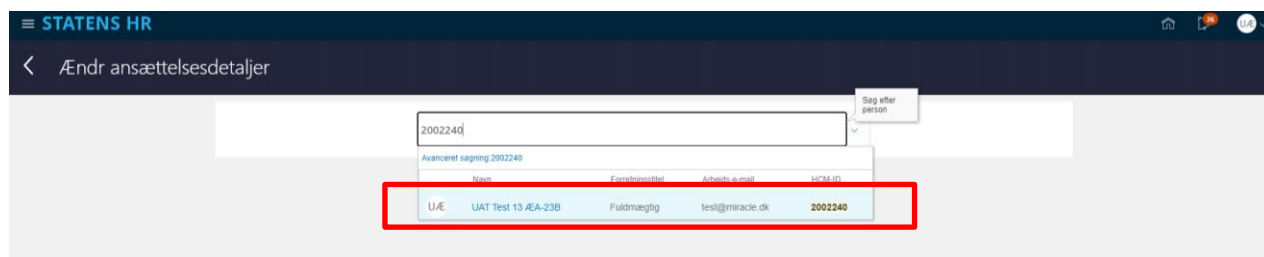 STATENS HR
26
UÆ
Ændr ansættelsesdetaljer
Søg efter
person
2002240
Avanceret søgning:2002240
Navn Forretningstitel Arbejds-e-mail HCM-ID
UÆ UAT Test 13 ÆA-23B Fuldmægtig test@miracle.dk 2002240